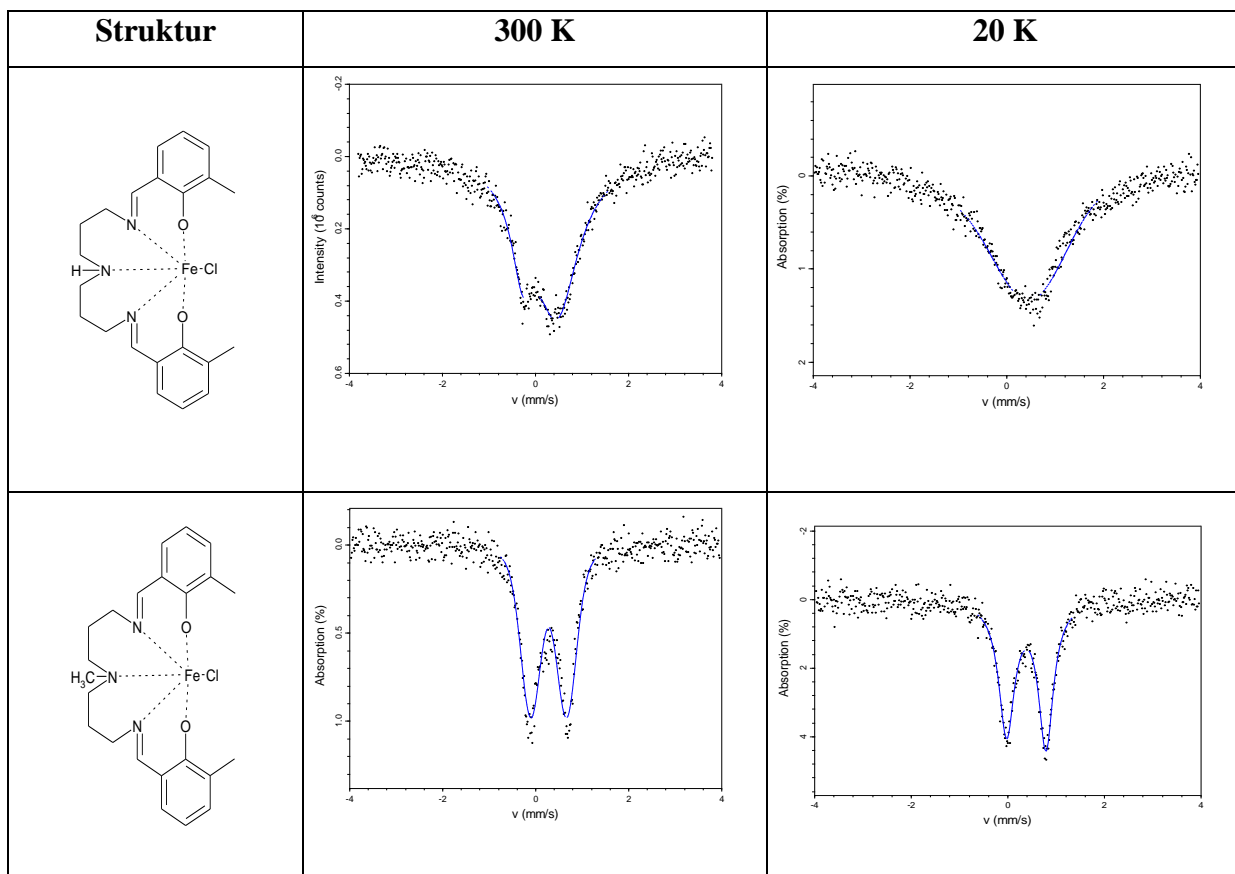 Struktur 300 K 20 K
N
O
H-N
Fe-Cl
N
O
-0.2
0.0
0.2
0.4
0.6
Intensity (10⁶ counts)
-4 -2 0 2 4
v (mm/s)
0
1
2
Absorption (%)
-4 -2 0 2 4
v (mm/s)
N
O
H₃C-N
Fe-Cl
N
O
0.0
0.5
1.0
Absorption (%)
-4 -2 0 2 4
v (mm/s)
-2
0
2
4
Absorption (%)
-4 -2 0 2 4
v (mm/s)